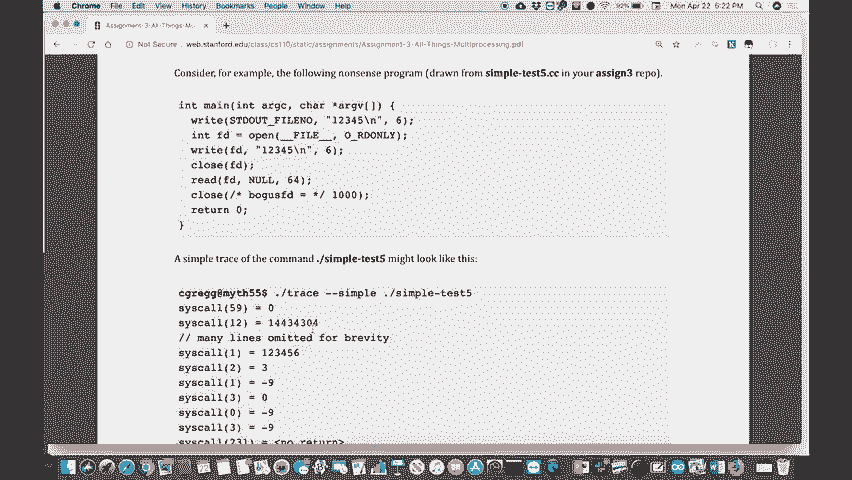 Chrome File Edit View History Bookmarks People Window Help
92%
Mon Apr 22 6:22 PM
Assignment-3-All-Things-Mu...
Not Secure web.stanford.edu/class/cs110/static/assignments/Assignment-3-All-Things-Multiprocessing.pdf
Consider, for example, the following nonsense program (drawn from simple-test5.cc in your assign3 repo).
int main(int argc, char *argv[]) {
write(STDOUT_FILENO, "12345\n", 6);
int fd = open(__FILE__, O_RDONLY);
write(fd, "12345\n", 6);
close(fd);
read(fd, NULL, 64);
close(/* bogusfd = */ 1000);
return 0;
}
A simple trace of the command ./simple-test5 might look like this:
cgregg@myth55$ ./trace --simple ./simple-test5
syscall(59) = 0
syscall(12) = 14434304
// many lines omitted for brevity
syscall(1) = 123456
syscall(2) = 3
syscall(1) = -9
syscall(3) = 0
syscall(0) = -9
syscall(3) = -9
syscall(231) = <no return>